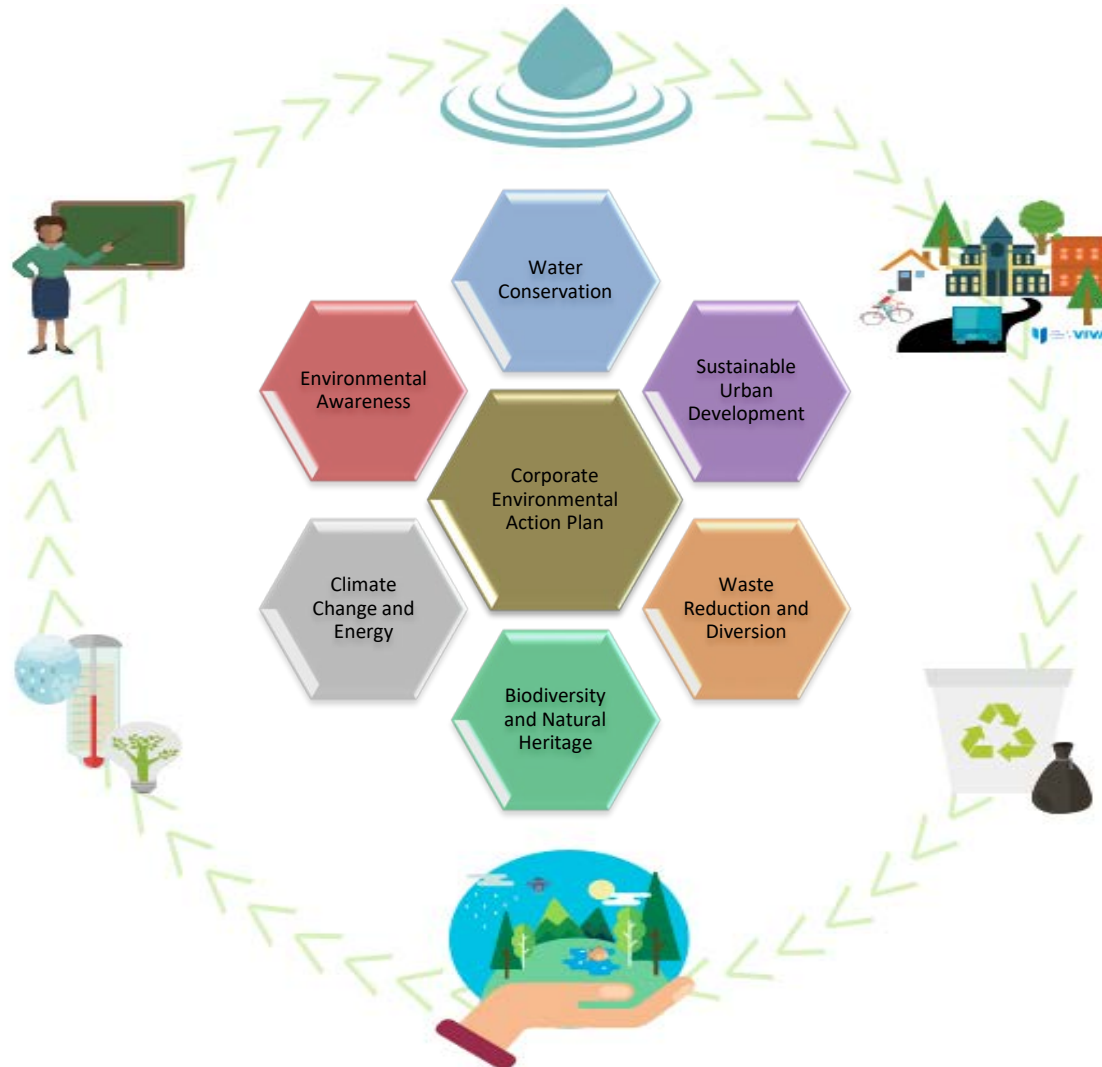 Water
Conservation
Environmental
Awareness
Sustainable
Urban
Development
Corporate
Environmental
Action Plan
Climate
Change and
Energy
Waste
Reduction and
Diversion
Biodiversity
and Natural
Heritage
VIVA